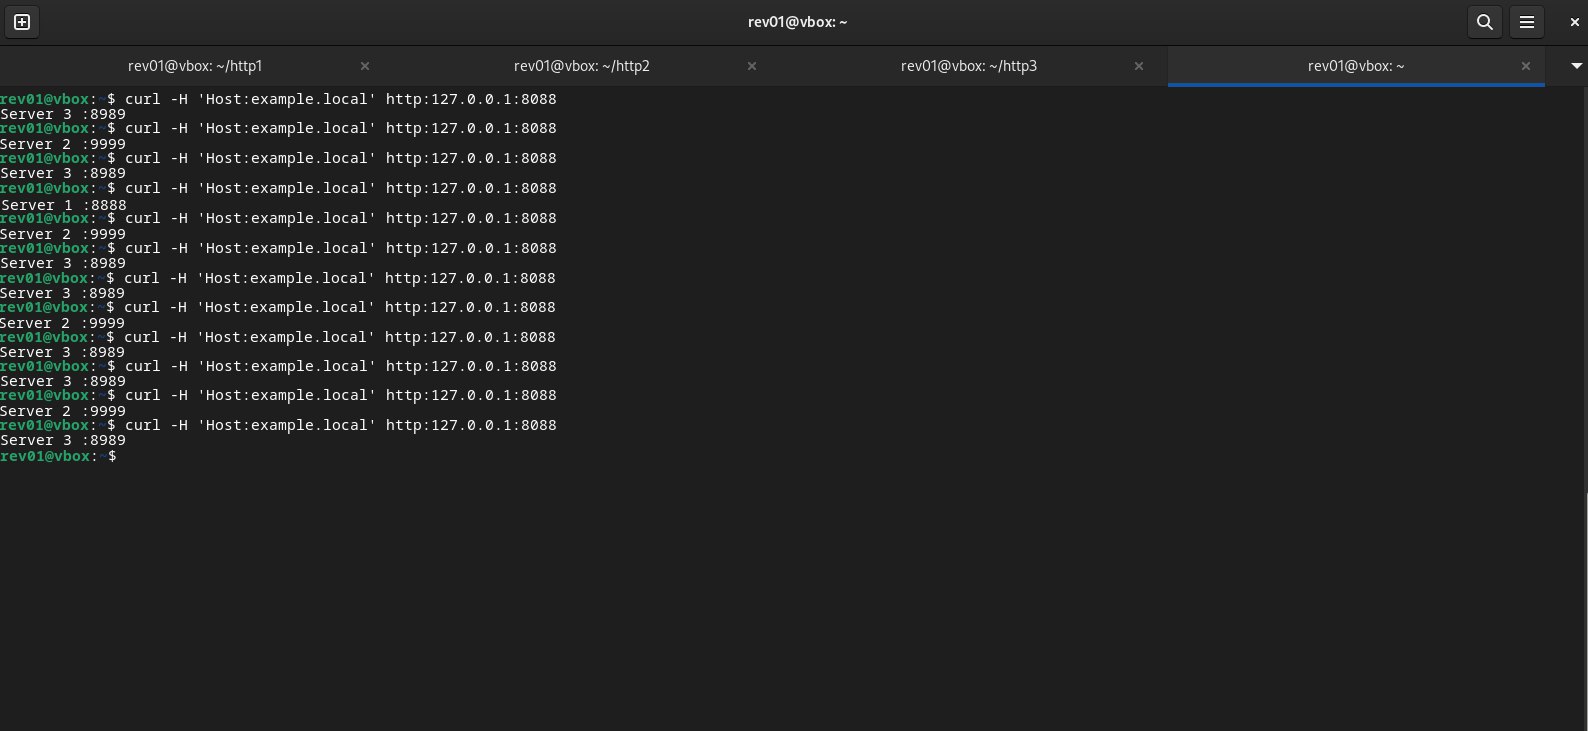 rev01@vbox: ~
rev01@vbox: ~/http1
rev01@vbox: ~/http2
rev01@vbox: ~/http3
rev01@vbox: ~
rev01@vbox:~$ curl -H 'Host:example.local' http:127.0.0.1:8088
Server 3 :8989
rev01@vbox:~$ curl -H 'Host:example.local' http:127.0.0.1:8088
Server 2 :9999
rev01@vbox:~$ curl -H 'Host:example.local' http:127.0.0.1:8088
Server 3 :8989
rev01@vbox:~$ curl -H 'Host:example.local' http:127.0.0.1:8088
Server 1 :8888
rev01@vbox:~$ curl -H 'Host:example.local' http:127.0.0.1:8088
Server 2 :9999
rev01@vbox:~$ curl -H 'Host:example.local' http:127.0.0.1:8088
Server 3 :8989
rev01@vbox:~$ curl -H 'Host:example.local' http:127.0.0.1:8088
Server 3 :8989
rev01@vbox:~$ curl -H 'Host:example.local' http:127.0.0.1:8088
Server 2 :9999
rev01@vbox:~$ curl -H 'Host:example.local' http:127.0.0.1:8088
Server 3 :8989
rev01@vbox:~$ curl -H 'Host:example.local' http:127.0.0.1:8088
Server 3 :8989
rev01@vbox:~$ curl -H 'Host:example.local' http:127.0.0.1:8088
Server 2 :9999
rev01@vbox:~$ curl -H 'Host:example.local' http:127.0.0.1:8088
Server 3 :8989
rev01@vbox:~$